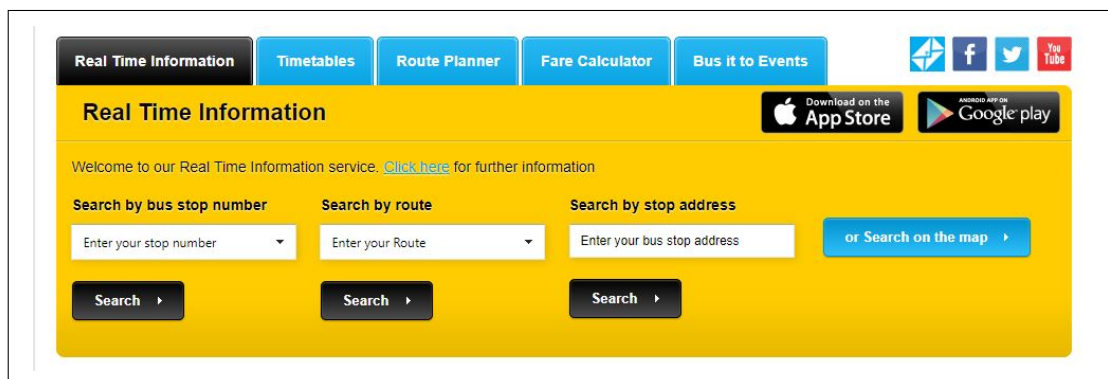 Real Time Information
Timetables
Route Planner
Fare Calculator
Bus it to Events
f
You Tube
Real Time Information
Download on the App Store
ANDROID APP ON Google play
Welcome to our Real Time Information service. Click here for further information
Search by bus stop number
Search by route
Search by stop address
Enter your stop number
Enter your Route
Enter your bus stop address
or Search on the map
Search
Search
Search